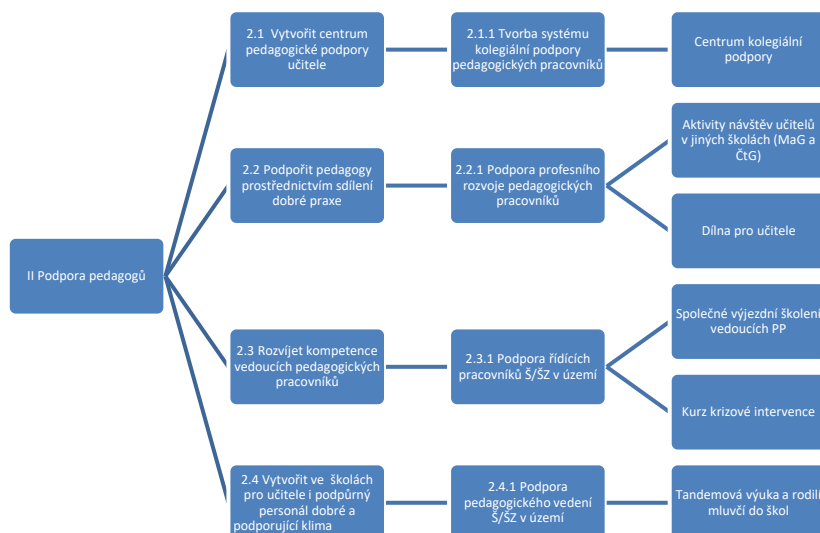 II Podpora pedagogů
2.1  Vytvořit centrum
pedagogické podpory
učitele
2.1.1 Tvorba systému
kolegiální podpory
pedagogických pracovníků
Centrum kolegiální
podpory
2.2 Podpořit pedagogy
prostřednictvím sdílení
dobré praxe
2.2.1 Podpora profesního
rozvoje pedagogických
pracovníků
Aktivity návštěv učitelů
v jiných školách (MaG a
ČtG)
Dílna pro učitele
2.3 Rozvíjet kompetence
vedoucích pedagogických
pracovníků
2.3.1 Podpora řídících
pracovníků Š/ŠZ v území
Společné výjezdní školení
vedoucích PP
Kurz krizové intervence
2.4 Vytvořit ve  školách
pro učitele i podpůrný
personál dobré a
podporující klima
2.4.1 Podpora
pedagogického vedení
Š/ŠZ v území
Tandemová výuka a rodilí
mluvčí do škol